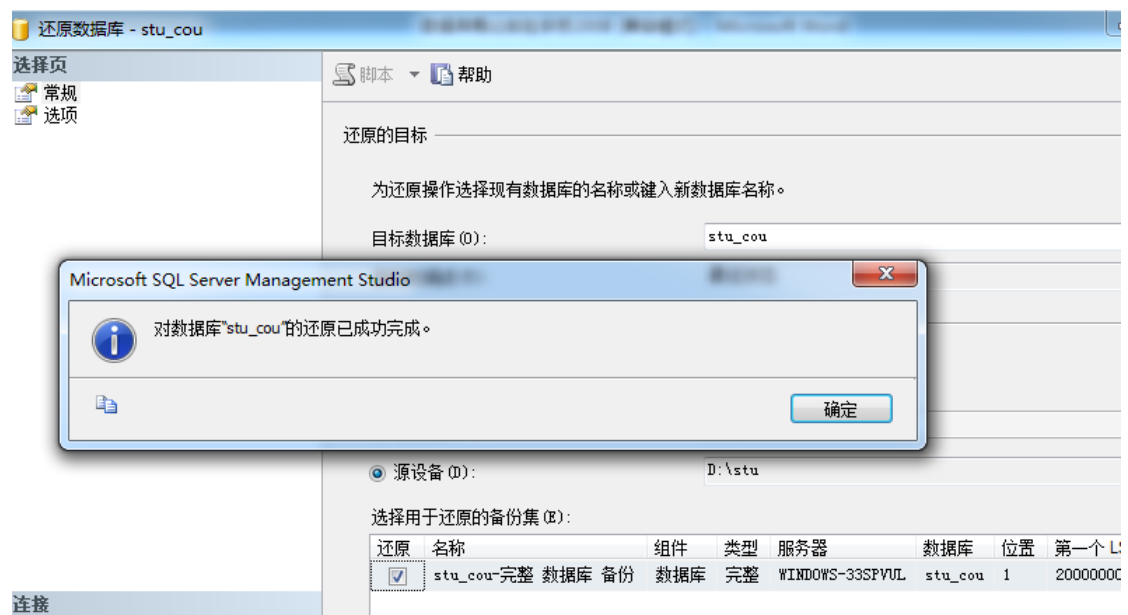 还原数据库 - stu_cou
选择页
常规
选项
脚本 帮助
还原的目标
为还原操作选择现有数据库的名称或键入新数据库名称。
目标数据库(O): stu_cou
Microsoft SQL Server Management Studio
对数据库"stu_cou"的还原已成功完成。
确定
源设备(D): D:\stu
选择用于还原的备份集(E):
还原 名称 组件 类型 服务器 数据库 位置 第一个 LS
stu_cou-完整 数据库 备份 数据库 完整 WINDOWS-33SPVUL stu_cou 1 20000000
连接